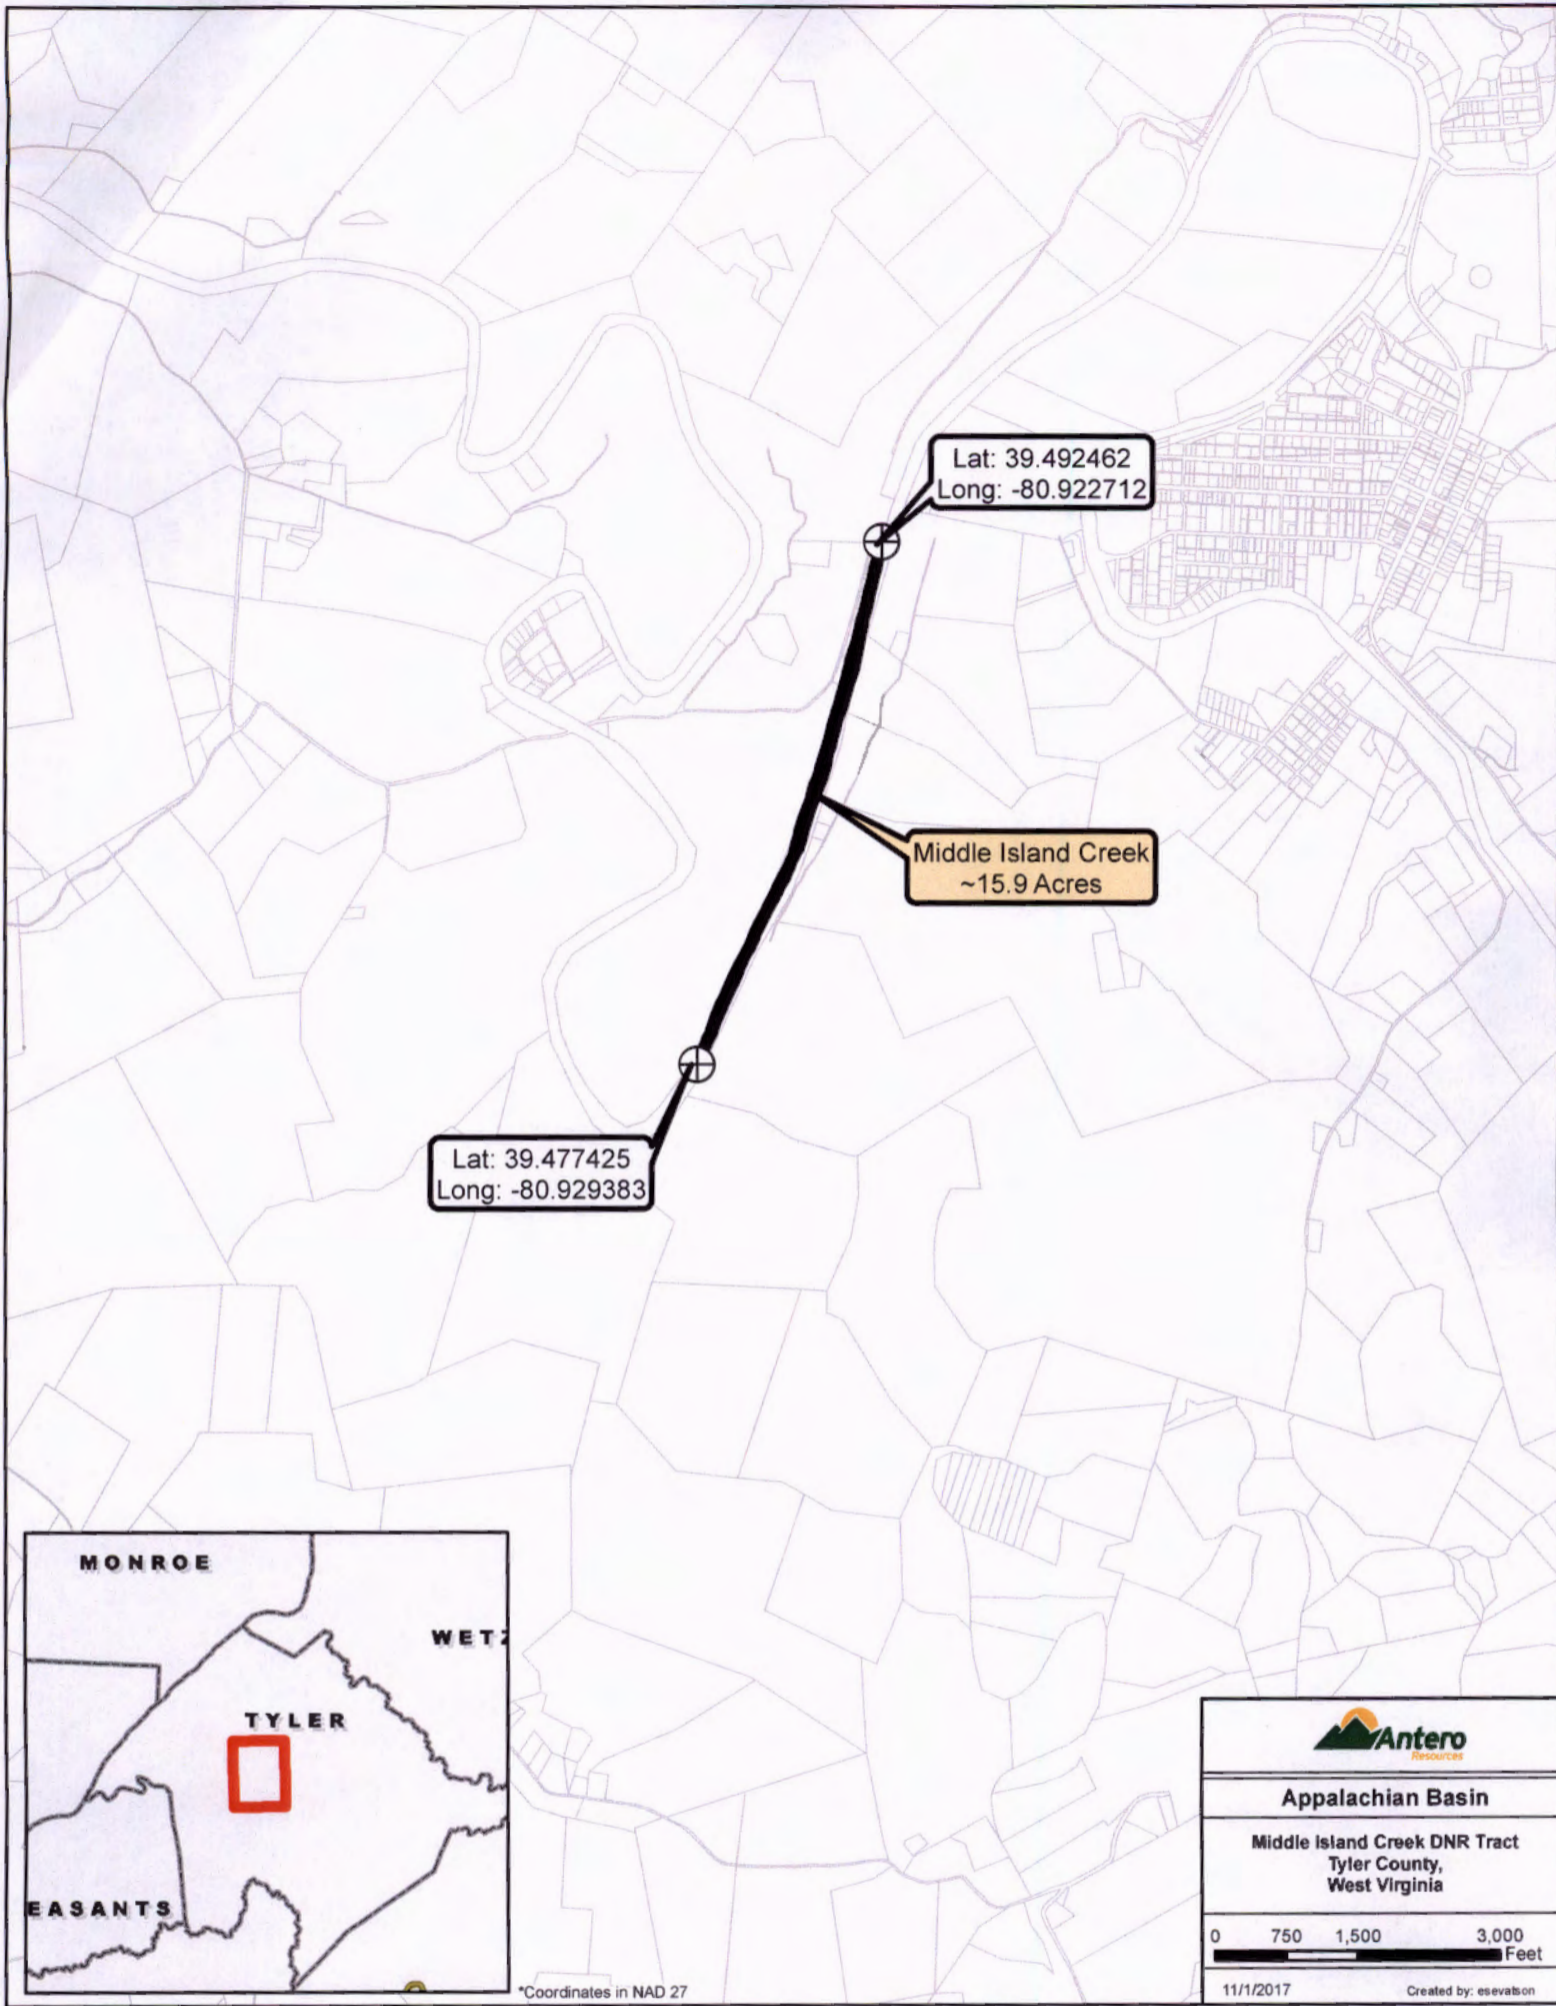 Lat: 39.492462
Long: -80.922712
Middle Island Creek
~15.9 Acres
Lat: 39.477425
Long: -80.929383
MONROE
WETZ
TYLER
EASANTS
*Coordinates in NAD 27
Antero
Resources
Appalachian Basin
Middle Island Creek DNR Tract
Tyler County,
West Virginia
0 750 1,500 3,000
Feet
11/1/2017 Created by: esevatson